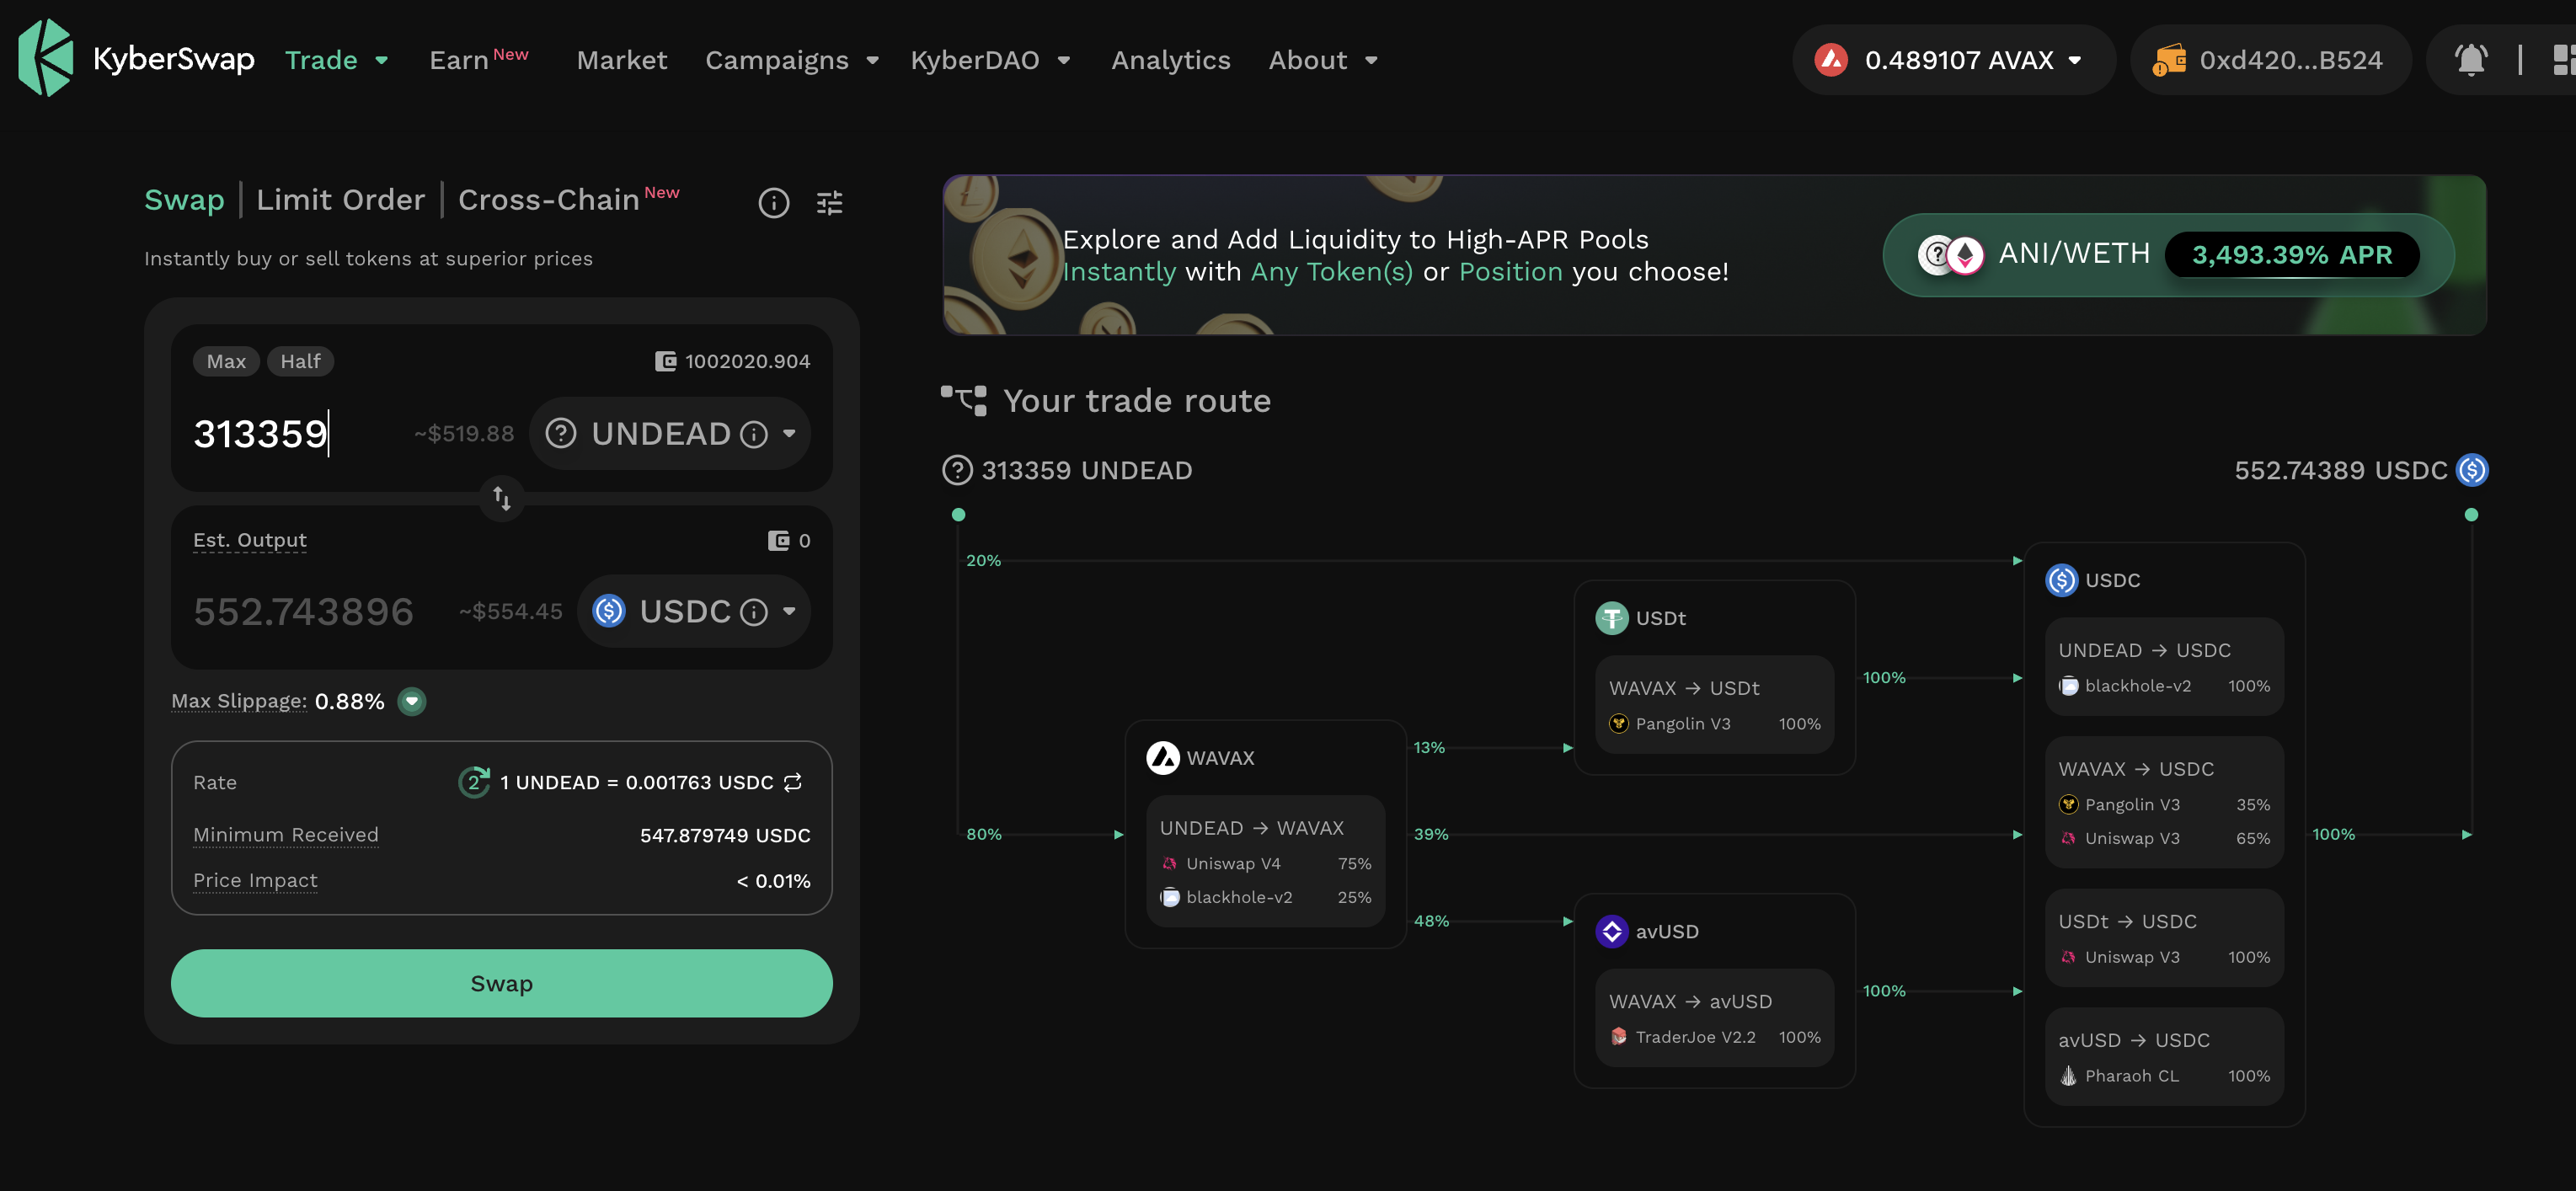 KyberSwap Trade Earn New Market Campaigns KyberDAO Analytics About 0.489107 AVAX 0xd420...B524
Swap | Limit Order | Cross-Chain New
Instantly buy or sell tokens at superior prices
Max Half 1002020.904
313359 ~$519.88 UNDEAD
Est. Output 0
552.743896 ~$554.45 USDC
Max Slippage: 0.88%
Rate 2 1 UNDEAD = 0.001763 USDC
Minimum Received 547.879749 USDC
Price Impact < 0.01%
Swap
Explore and Add Liquidity to High-APR Pools
Instantly with Any Token(s) or Position you choose!
ANI/WETH 3,493.39% APR
Your trade route
313359 UNDEAD 552.74389 USDC
20%
80%
WAVAX
UNDEAD → WAVAX
Uniswap V4 75%
blackhole-v2 25%
13%
39%
48%
USDt
WAVAX → USDt
Pangolin V3 100%
100%
avUSD
WAVAX → avUSD
TraderJoe V2.2 100%
100%
USDC
UNDEAD → USDC
blackhole-v2 100%
WAVAX → USDC
Pangolin V3 35%
Uniswap V3 65%
USDt → USDC
Uniswap V3 100%
avUSD → USDC
Pharaoh CL 100%
100%